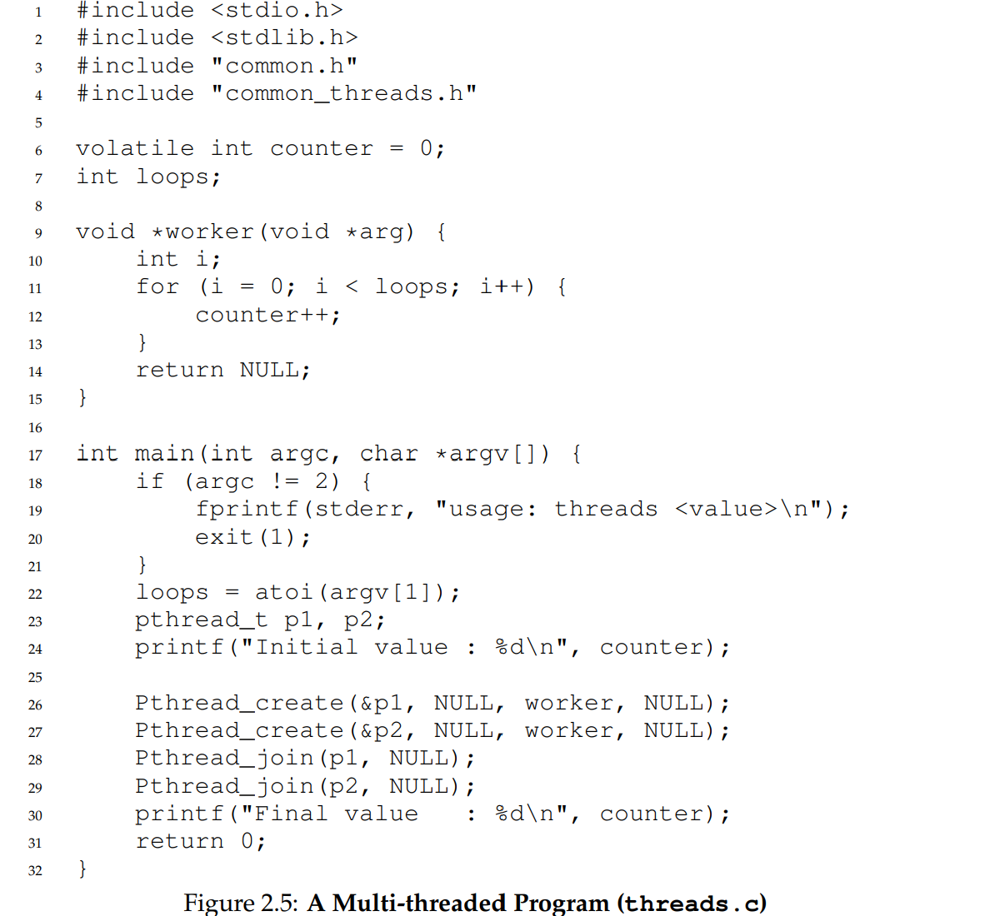 1 #include <stdio.h>
2 #include <stdlib.h>
3 #include "common.h"
4 #include "common_threads.h"
5
6 volatile int counter = 0;
7 int loops;
8
9 void *worker(void *arg) {
10     int i;
11     for (i = 0; i < loops; i++) {
12         counter++;
13     }
14     return NULL;
15 }
16
17 int main(int argc, char *argv[]) {
18     if (argc != 2) {
19         fprintf(stderr, "usage: threads <value>\n");
20         exit(1);
21     }
22     loops = atoi(argv[1]);
23     pthread_t p1, p2;
24     printf("Initial value : %d\n", counter);
25
26     Pthread_create(&p1, NULL, worker, NULL);
27     Pthread_create(&p2, NULL, worker, NULL);
28     Pthread_join(p1, NULL);
29     Pthread_join(p2, NULL);
30     printf("Final value   : %d\n", counter);
31     return 0;
32 }
Figure 2.5: A Multi-threaded Program (threads.c)